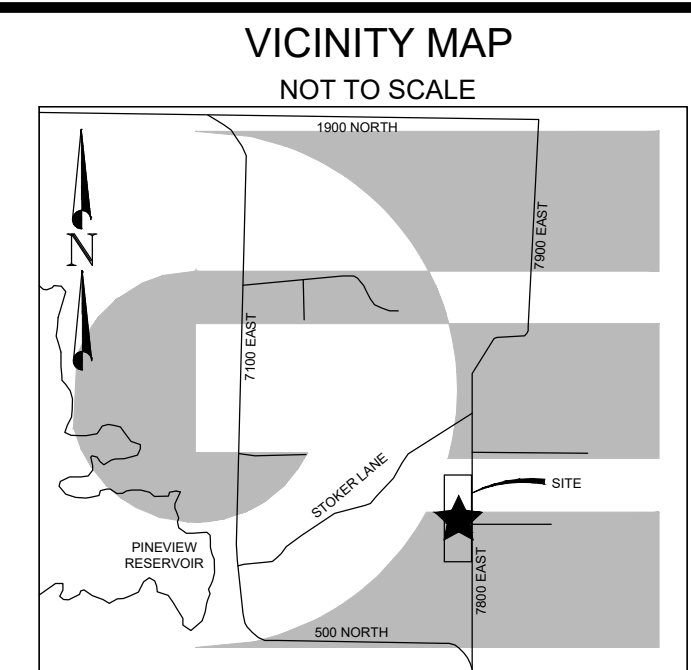 VICINITY MAP
NOT TO SCALE
1900 NORTH
7900 EAST
N
7100 EAST
STOKER LANE
SITE
PINEVIEW
RESERVOIR
7800 EAST
500 NORTH